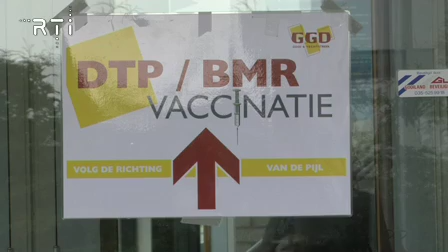 RTi
GGD
DTP / BMR
VACCINATIE
VOLG DE RICHTING
VAN DE PIJL